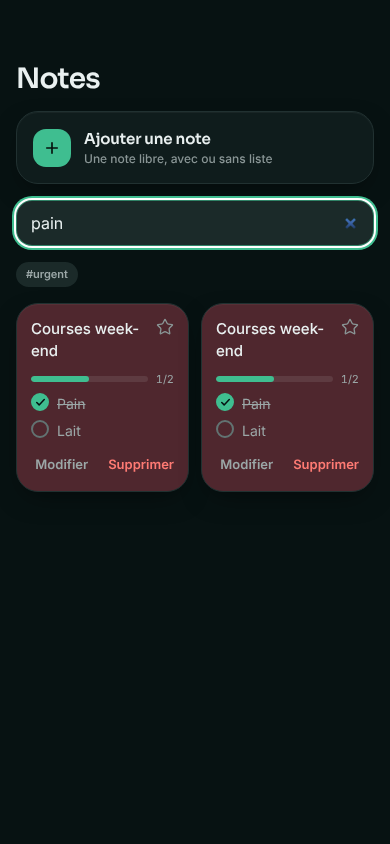 Notes
Ajouter une note
Une note libre, avec ou sans liste
pain
#urgent
Courses week-
end
1/2
Pain
Lait
Modifier Supprimer
Courses week-
end
1/2
Pain
Lait
Modifier Supprimer